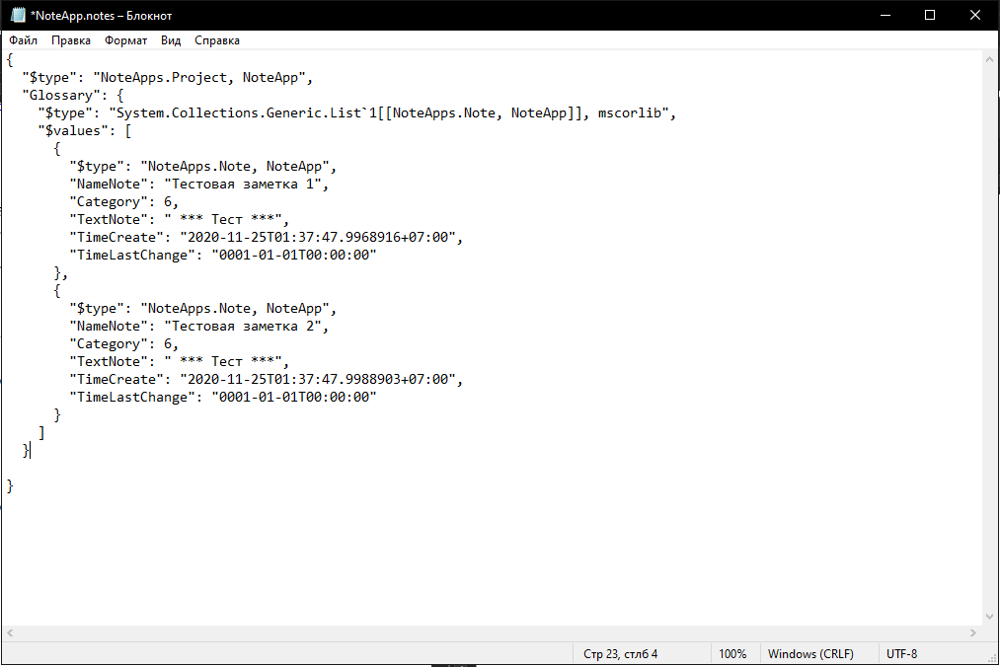 *NoteApp.notes – Блокнот
Файл Правка Формат Вид Справка
{
  "$type": "NoteApps.Project, NoteApp",
  "Glossary": {
    "$type": "System.Collections.Generic.List`1[[NoteApps.Note, NoteApp]], mscorlib",
    "$values": [
      {
        "$type": "NoteApps.Note, NoteApp",
        "NameNote": "Тестовая заметка 1",
        "Category": 6,
        "TextNote": " *** Тест ***",
        "TimeCreate": "2020-11-25T01:37:47.9968916+07:00",
        "TimeLastChange": "0001-01-01T00:00:00"
      },
      {
        "$type": "NoteApps.Note, NoteApp",
        "NameNote": "Тестовая заметка 2",
        "Category": 6,
        "TextNote": " *** Тест ***",
        "TimeCreate": "2020-11-25T01:37:47.9988903+07:00",
        "TimeLastChange": "0001-01-01T00:00:00"
      }
    ]
  }
}
Стр 23, стлб 4 100% Windows (CRLF) UTF-8